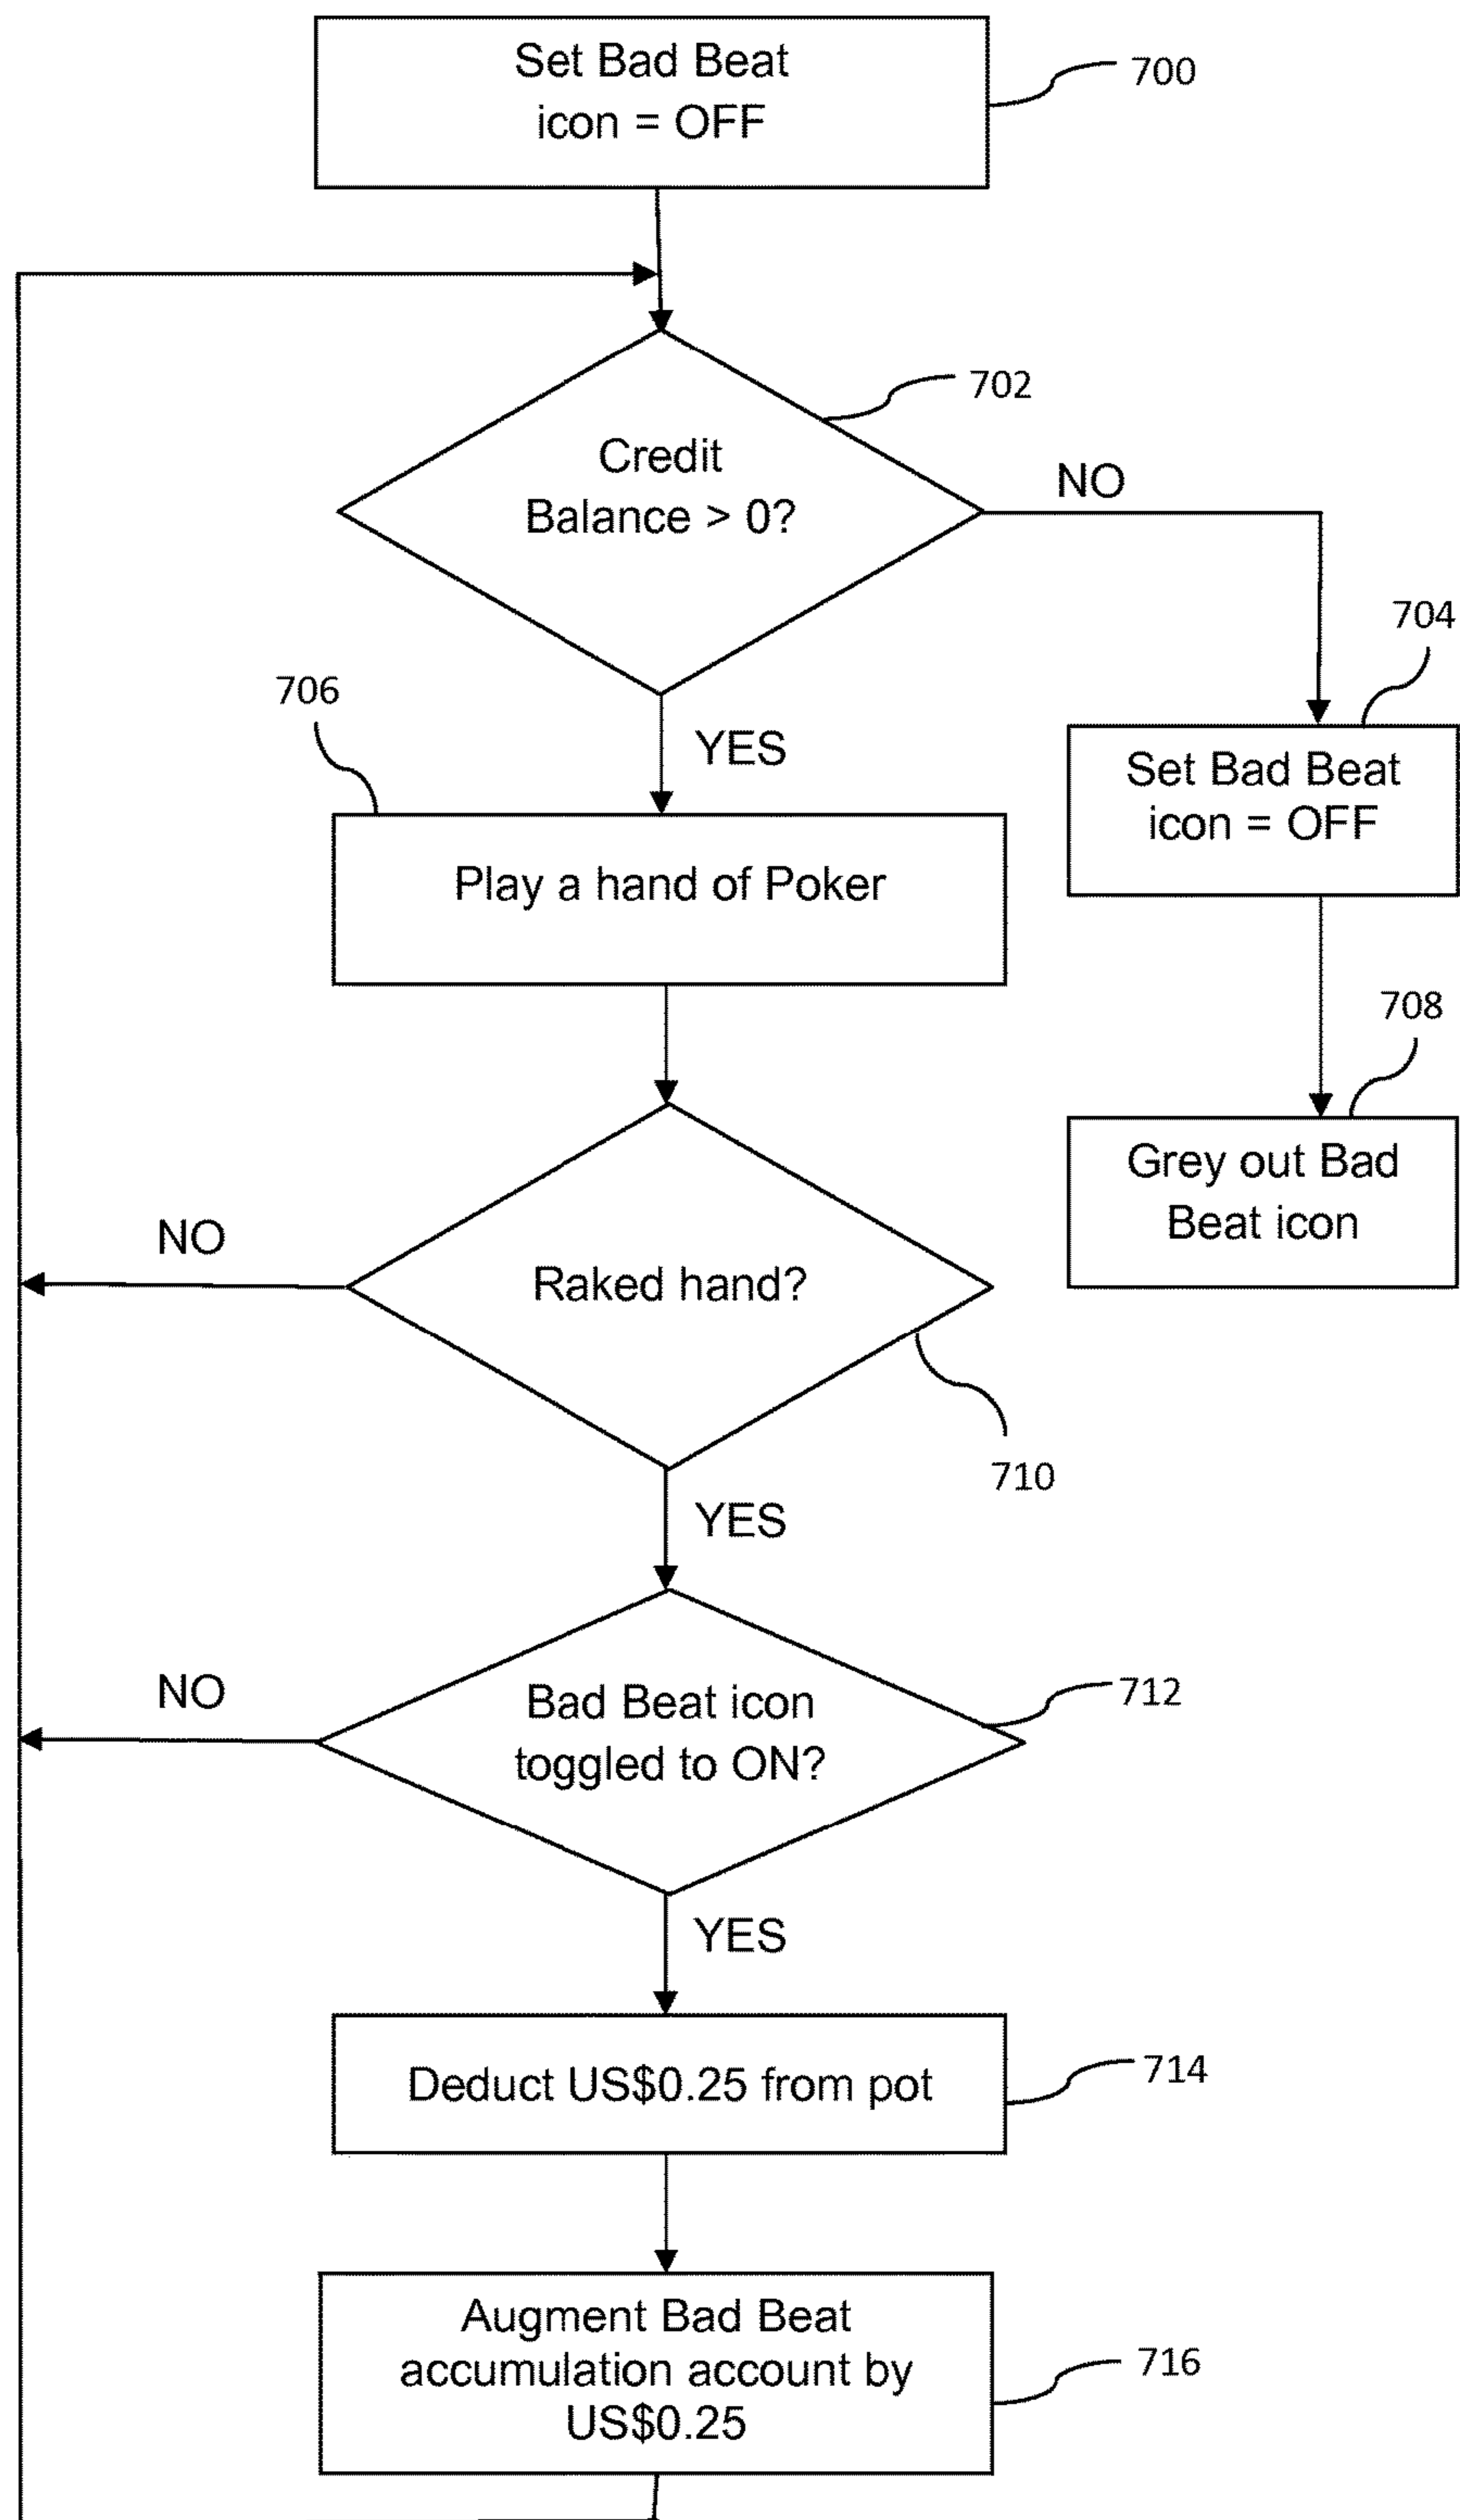 Set Bad Beat
icon = OFF
700
702
Credit
Balance > 0?
NO
704
706
YES
Set Bad Beat
icon = OFF
Play a hand of Poker
708
Grey out Bad
Beat icon
NO
Raked hand?
710
YES
712
NO
Bad Beat icon
toggled to ON?
YES
Deduct US$0.25 from pot
714
Augment Bad Beat
accumulation account by
US$0.25
716